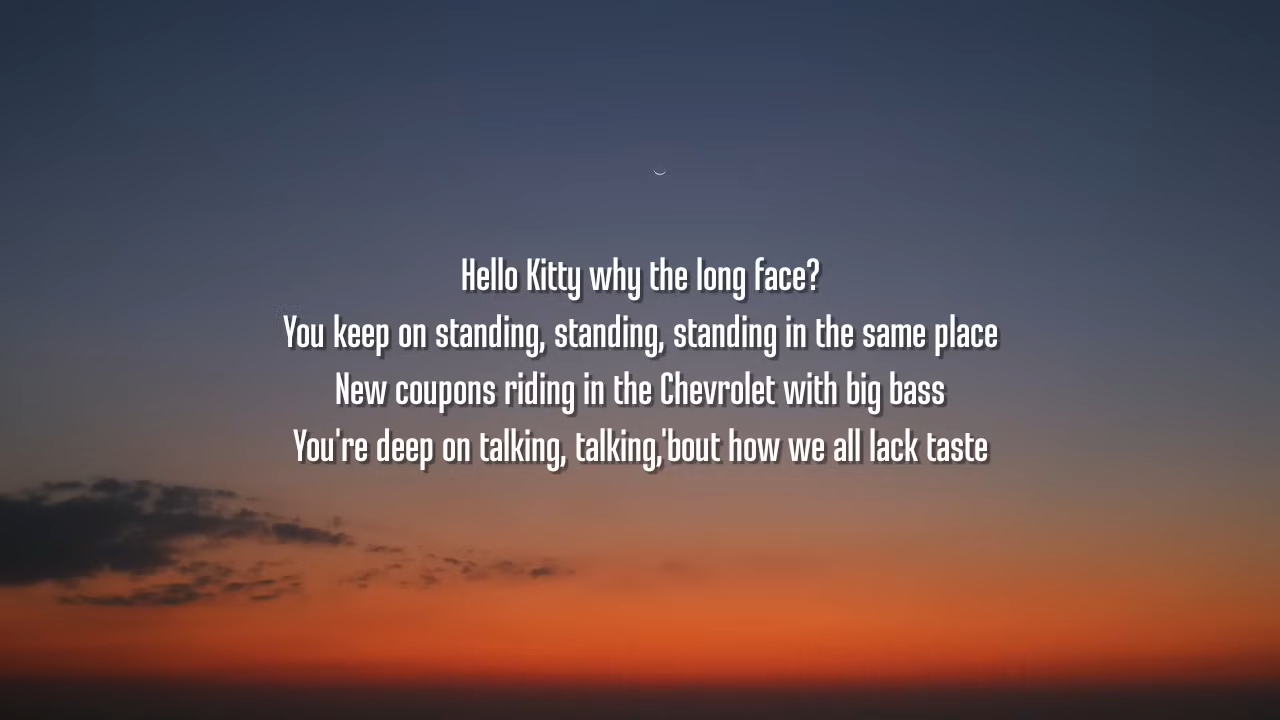 Hello Kitty why the long face?
You keep on standing, standing, standing in the same place
New coupons riding in the Chevrolet with big bass
You're deep on talking, talking,'bout how we all lack taste